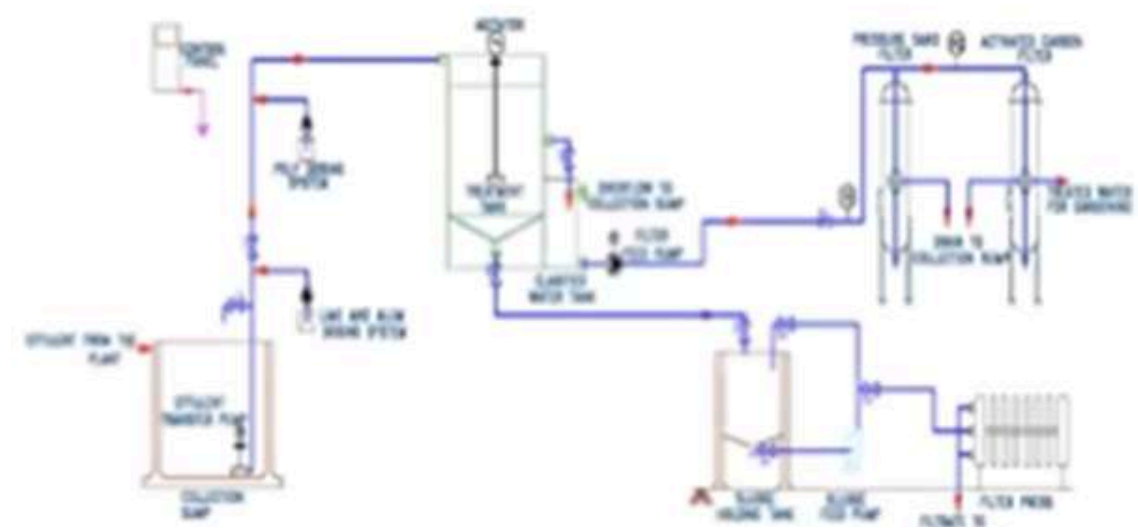 AGITATOR
CONTROL
PANEL
PRESSURE SAND
FILTER
ACTIVATED CARBON
FILTER
POLY DOSING
SYSTEM
TREATMENT
TANK
OVERFLOW TO
COLLECTION SUMP
TREATED WATER
FOR GARDENING
FILTER
FEED PUMP
DRAIN TO
COLLECTION SUMP
CLARIFIED
WATER TANK
LIME AND ALUM
DOSING SYSTEM
EFFLUENT FROM THE
PLANT
EFFLUENT
TRANSFER PUMP
COLLECTION
SUMP
SLUDGE
HOLDING TANK
SLUDGE
FEED PUMP
FILTER PRESS
FILTRATE TO